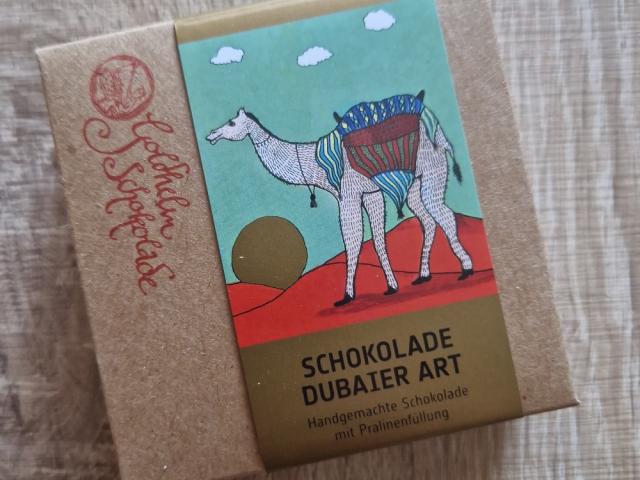 Goldhelm
Schokolade
SCHOKOLADE
DUBAIER ART
Handgemachte Schokolade
mit Pralinenfüllung